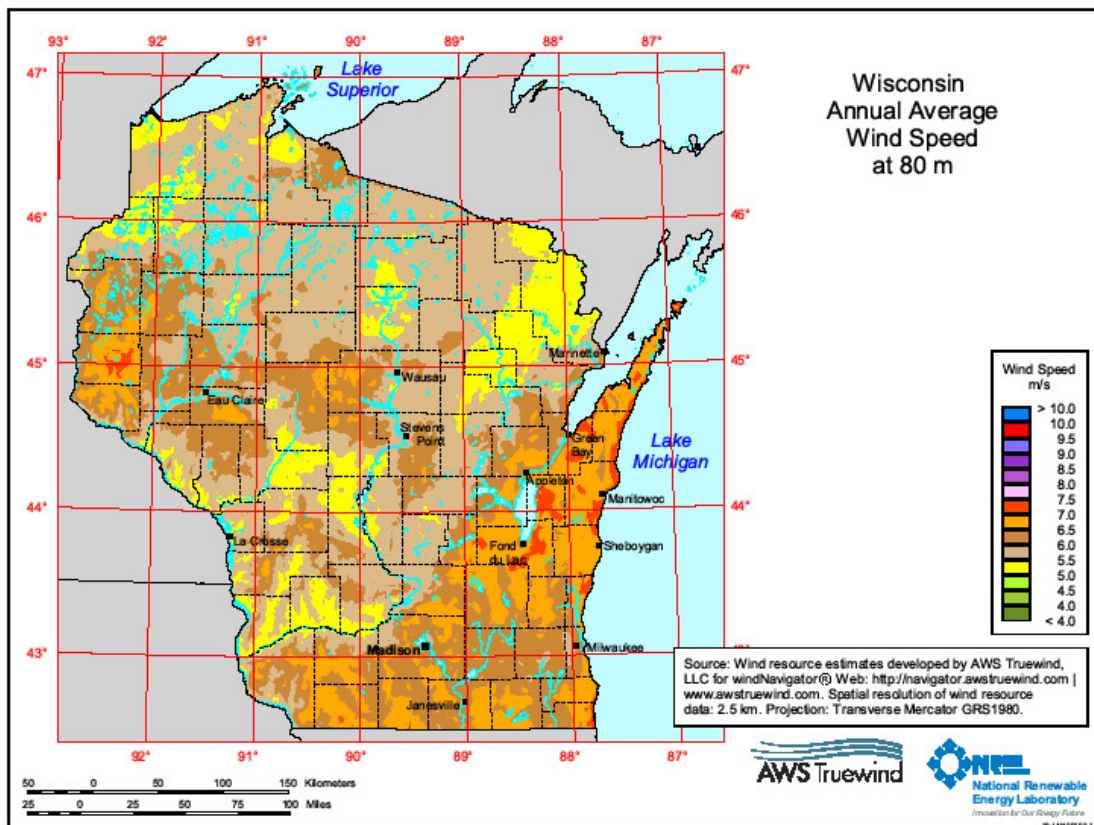 93°
92°
91°
90°
89°
88°
87°
47°
47°
Lake
Superior
Wisconsin
Annual Average
Wind Speed
at 80 m
46°
46°
45°
45°
Marinette
Wausau
Eau Claire
Stevens
Point
Green
Bay
Lake
Michigan
Appleton
Manitowoc
44°
44°
La Crosse
Fond
du Lac
Sheboygan
43°
Madison
Milwaukee
Janesville
Wind Speed
m/s
> 10.0
10.0
9.5
9.0
8.5
8.0
7.5
7.0
6.5
6.0
5.5
5.0
4.5
4.0
< 4.0
Source: Wind resource estimates developed by AWS Truewind,
LLC for windNavigator® Web: http://navigator.awstruewind.com |
www.awstruewind.com. Spatial resolution of wind resource
data: 2.5 km. Projection: Transverse Mercator GRS1980.
92°
91°
90°
89°
88°
87°
50 0 50 100 150 Kilometers
25 0 25 50 75 100 Miles
AWS Truewind
NREL
National Renewable
Energy Laboratory
Innovation for Our Energy Future